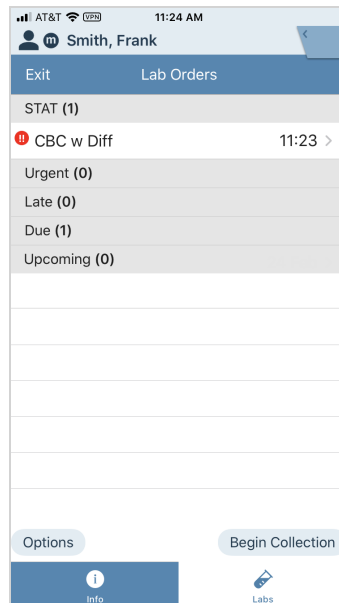 AT&T VPN 11:24 AM
m Smith, Frank
Exit Lab Orders
STAT (1)
!! CBC w Diff 11:23
Urgent (0)
Late (0)
Due (1)
Upcoming (0)
Options Begin Collection
Info Labs